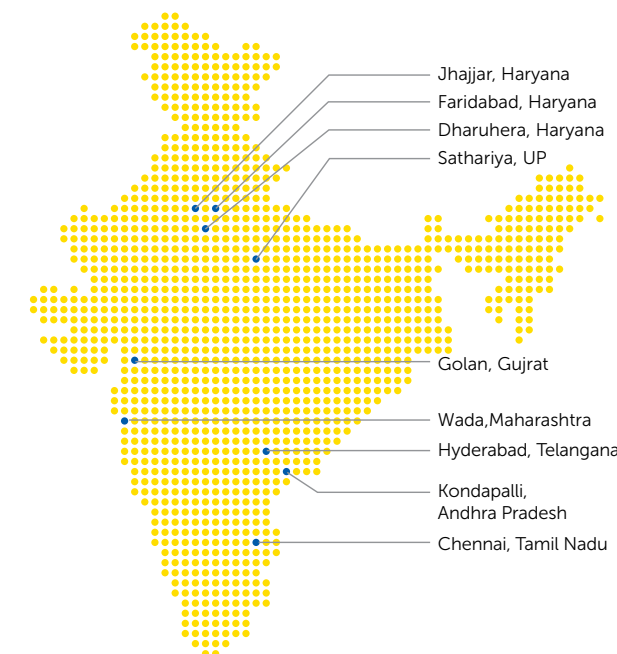 Jhajjar, Haryana
Faridabad, Haryana
Dharuhera, Haryana
Sathariya, UP
Golan, Gujrat
Wada,Maharashtra
Hyderabad, Telangana
Kondapalli,
Andhra Pradesh
Chennai, Tamil Nadu